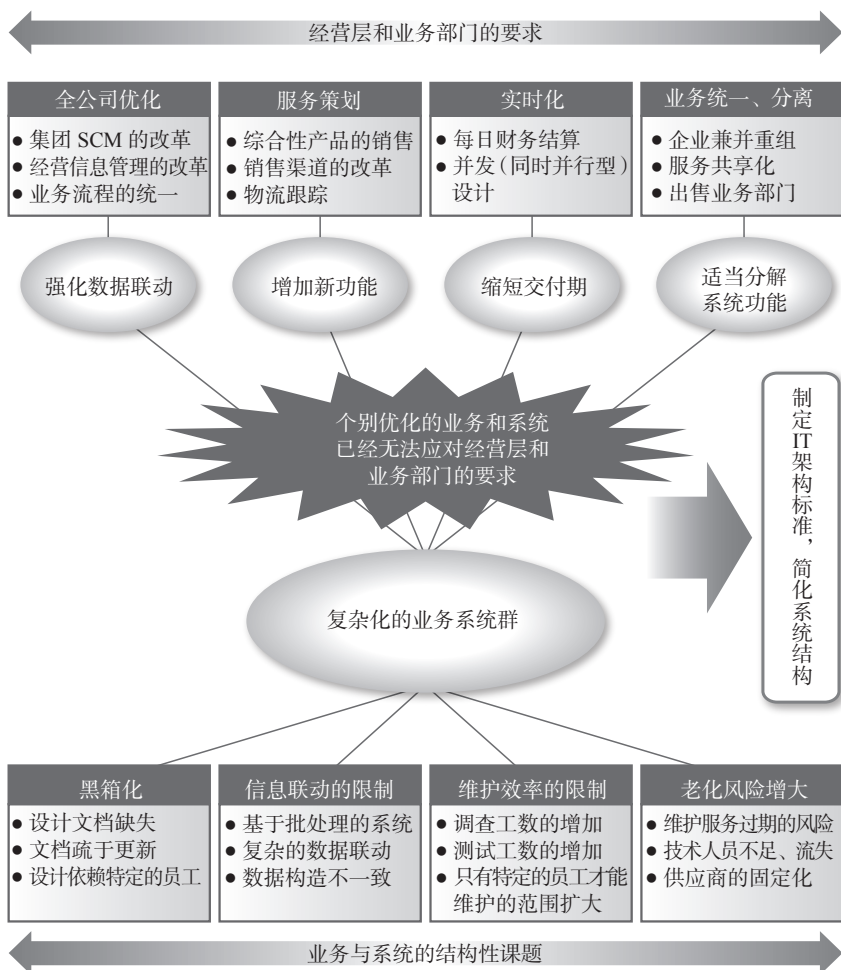 经营层和业务部门的要求
全公司优化
● 集团 SCM 的改革
● 经营信息管理的改革
● 业务流程的统一
服务策划
● 综合性产品的销售
● 销售渠道的改革
● 物流跟踪
实时化
● 每日财务结算
● 并发（同时并行型）
设计
业务统一、分离
● 企业兼并重组
● 服务共享化
● 出售业务部门
强化数据联动
增加新功能
缩短交付期
适当分解
系统功能
个别优化的业务和系统
已经无法应对经营层和
业务部门的要求
制定IT架构标准，简化系统结构
复杂化的业务系统群
黑箱化
● 设计文档缺失
● 文档疏于更新
● 设计依赖特定的员工
信息联动的限制
● 基于批处理的系统
● 复杂的数据联动
● 数据构造不一致
维护效率的限制
● 调查工数的增加
● 测试工数的增加
● 只有特定的员工才能
维护的范围扩大
老化风险增大
● 维护服务过期的风险
● 技术人员不足、流失
● 供应商的固定化
业务与系统的结构性课题